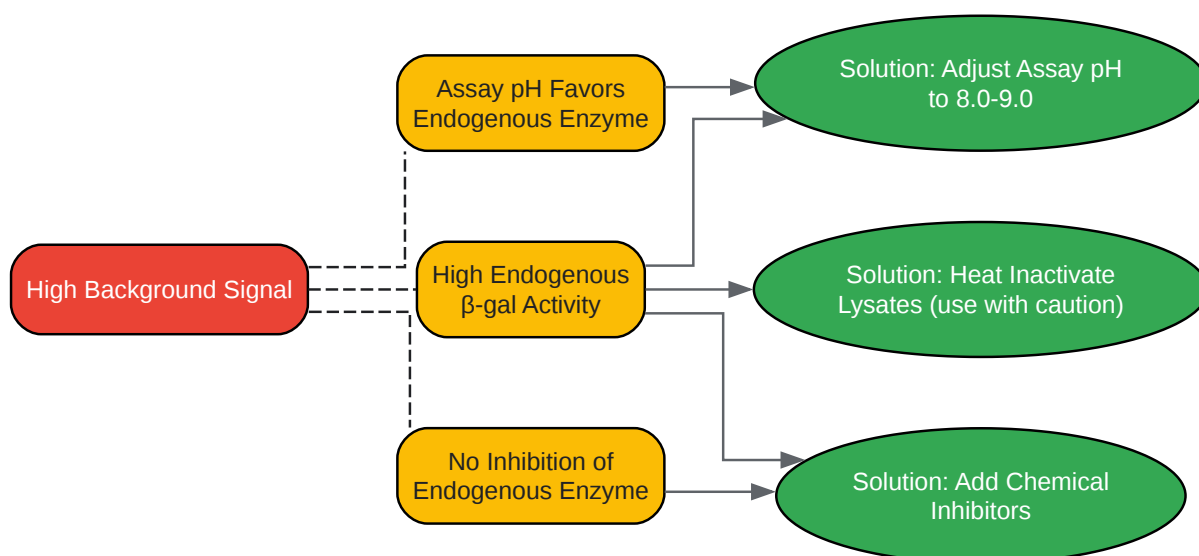 Assay pH Favors
Endogenous Enzyme
Solution: Adjust Assay pH
to 8.0-9.0
High Background Signal
High Endogenous
β-gal Activity
Solution: Heat Inactivate
Lysates (use with caution)
No Inhibition of
Endogenous Enzyme
Solution: Add Chemical
Inhibitors